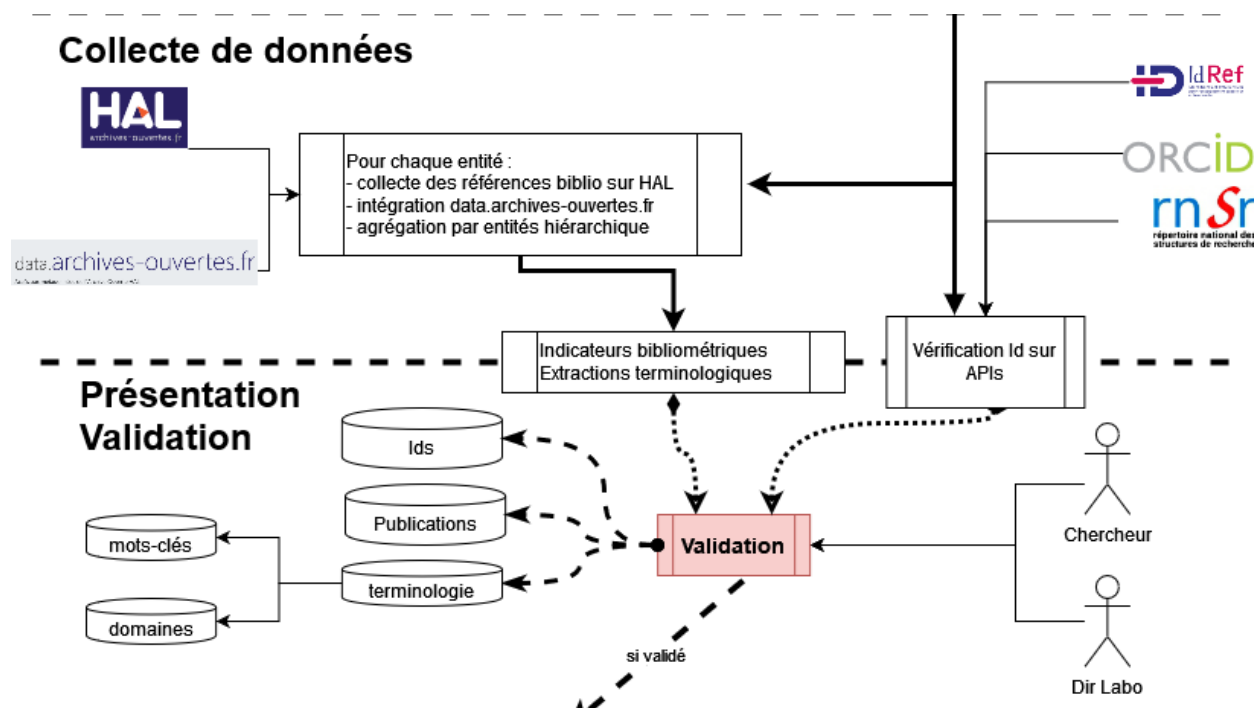 Collecte de données
HAL
archives-ouvertes.fr
IdRef
Pour chaque entité :
- collecte des références biblio sur HAL
- intégration data.archives-ouvertes.fr
- agrégation par entités hiérarchique
ORCID
rnSr
répertoire national des
structures de recherche
data.archives-ouvertes.fr
Indicateurs bibliométriques
Extractions terminologiques
Vérification Id sur
APIs
Présentation
Validation
Ids
Publications
terminologie
mots-clés
domaines
Validation
Chercheur
Dir Labo
si validé